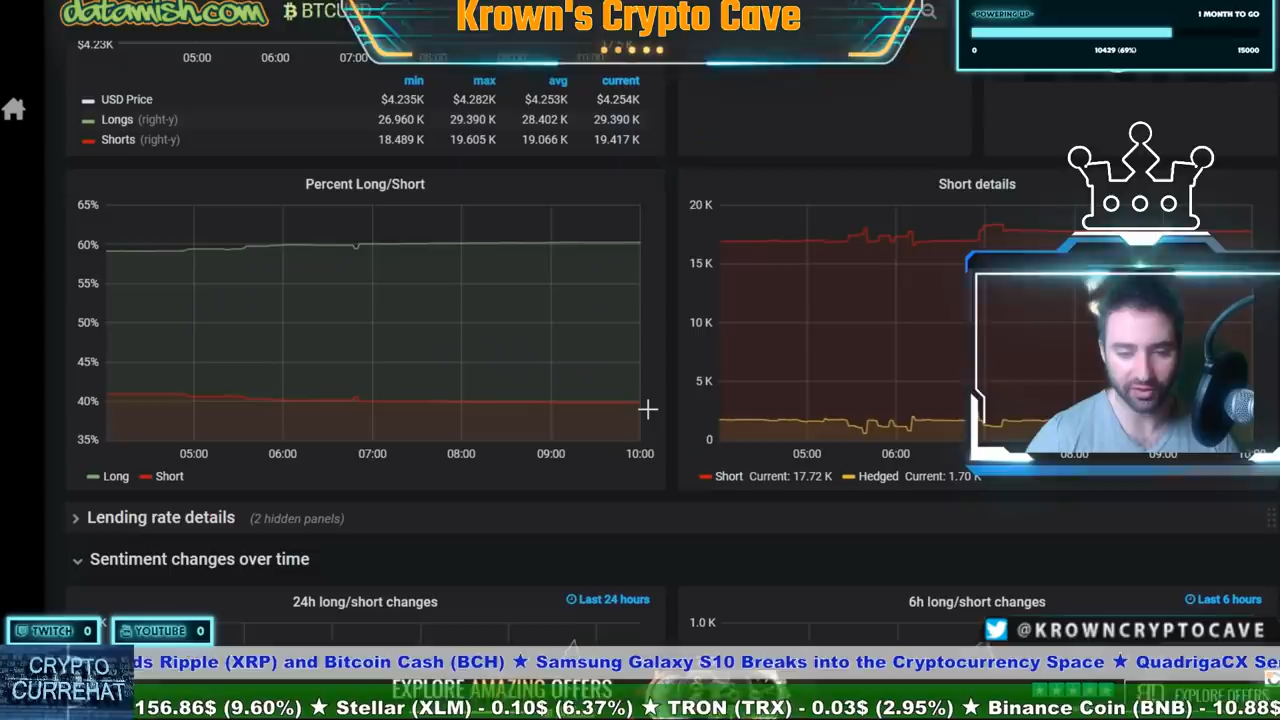 datamish.com
BTC
Krown's Crypto Cave
POWERING UP
1 MONTH TO GO
0
10429 (69%)
15000
$4.23K
05:00
06:00
07:00
min
max
avg
current
USD Price
$4.235K
$4.282K
$4.253K
$4.254K
Longs (right-y)
26.960 K
29.390 K
28.402 K
29.390 K
Shorts (right-y)
18.489 K
19.605 K
19.066 K
19.417 K
Percent Long/Short
65%
60%
55%
50%
45%
40%
35%
05:00
06:00
07:00
08:00
09:00
10:00
Long
Short
Short details
20 K
15 K
10 K
5 K
0
05:00
06:00
07:00
08:00
09:00
Short Current: 17.72 K
Hedged Current: 1.70 K
Lending rate details (2 hidden panels)
Sentiment changes over time
24h long/short changes
Last 24 hours
6h long/short changes
Last 6 hours
1.0 K
TWITCH 0
YOUTUBE 0
@KROWNCRYPTOCAVE
CRYPTO
CURREHAT
ds Ripple (XRP) and Bitcoin Cash (BCH) ★ Samsung Galaxy S10 Breaks into the Cryptocurrency Space ★ QuadrigaCX Se
EXPLORE AMAZING OFFERS
EXPLORE OFFERS
156.86$ (9.60%) ★ Stellar (XLM) - 0.10$ (6.37%) ★ TRON (TRX) - 0.03$ (2.95%) ★ Binance Coin (BNB) - 10.88$